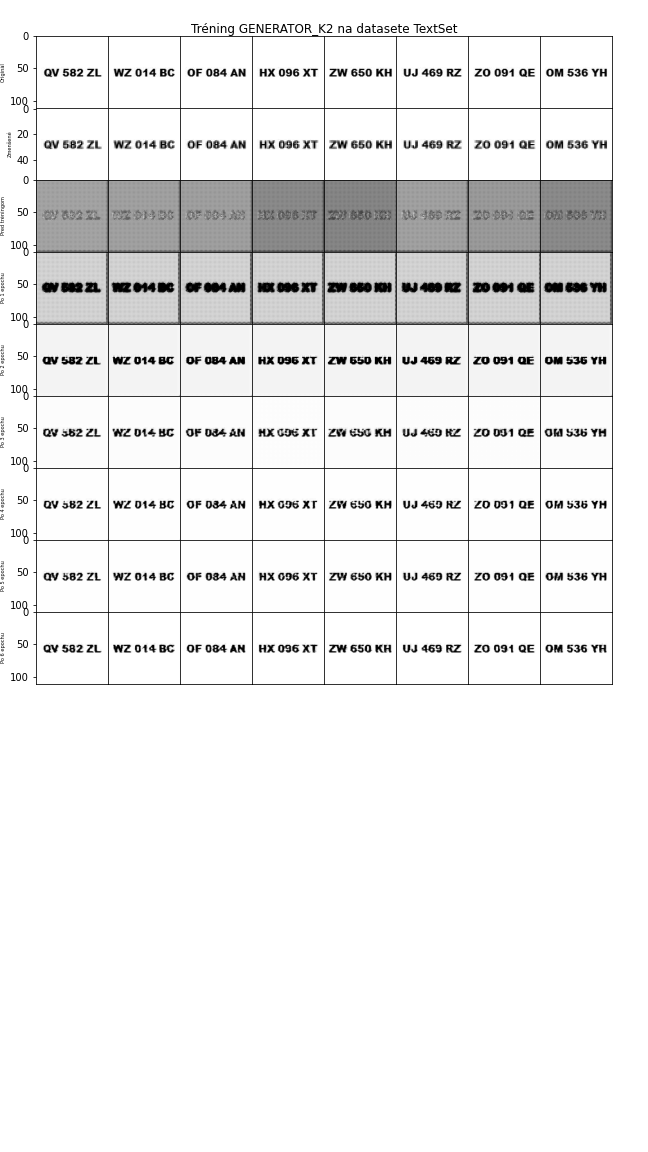 Tréning GENERATOR_K2 na datasete TextSet
Originál
0
50
100
QV 582 ZL WZ 014 BC OF 084 AN HX 096 XT ZW 650 KH UJ 469 RZ ZO 091 QE OM 536 YH
Zmenšené
0
20
40
QV 582 ZL WZ 014 BC OF 084 AN HX 096 XT ZW 650 KH UJ 469 RZ ZO 091 QE OM 536 YH
Pred tréningom
0
50
100
QV 582 ZL WZ 014 BC OF 084 AN HX 096 XT ZW 650 KH UJ 469 RZ ZO 091 QE OM 536 YH
Po 1 epochu
0
50
100
QV 582 ZL WZ 014 BC OF 084 AN HX 096 XT ZW 650 KH UJ 469 RZ ZO 091 QE OM 536 YH
Po 2 epochu
0
50
100
QV 582 ZL WZ 014 BC OF 084 AN HX 096 XT ZW 650 KH UJ 469 RZ ZO 091 QE OM 536 YH
Po 3 epochu
0
50
100
QV 582 ZL WZ 014 BC OF 084 AN HX 096 XT ZW 650 KH UJ 469 RZ ZO 091 QE OM 536 YH
Po 4 epochu
0
50
100
QV 582 ZL WZ 014 BC OF 084 AN HX 096 XT ZW 650 KH UJ 469 RZ ZO 091 QE OM 536 YH
Po 5 epochu
0
50
100
QV 582 ZL WZ 014 BC OF 084 AN HX 096 XT ZW 650 KH UJ 469 RZ ZO 091 QE OM 536 YH
Po 6 epochu
0
50
100
QV 582 ZL WZ 014 BC OF 084 AN HX 096 XT ZW 650 KH UJ 469 RZ ZO 091 QE OM 536 YH